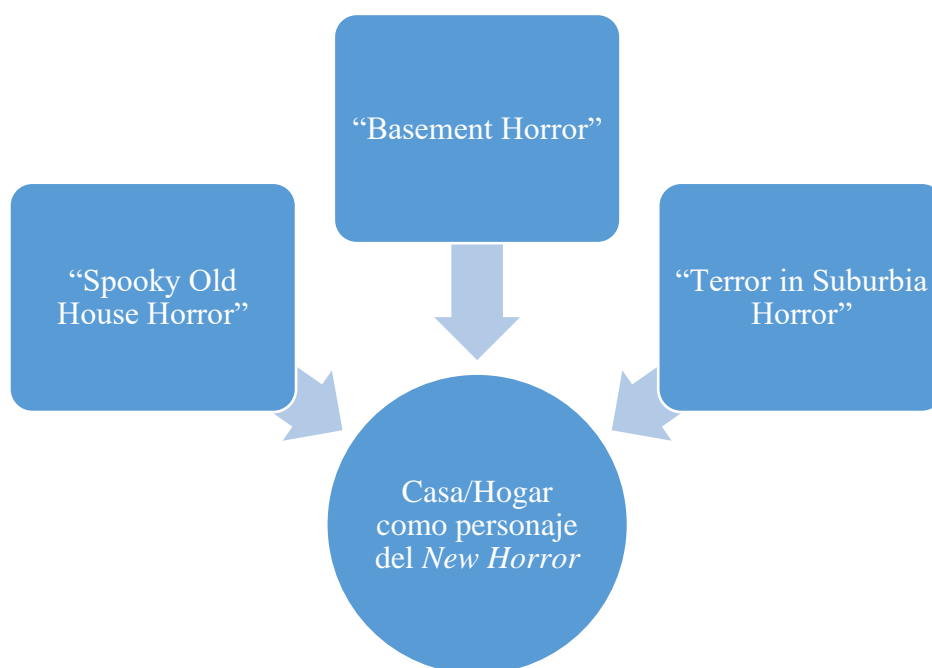 “Basement Horror”
“Spooky Old
House Horror”
“Terror in Suburbia
Horror”
Casa/Hogar
como personaje
del New Horror